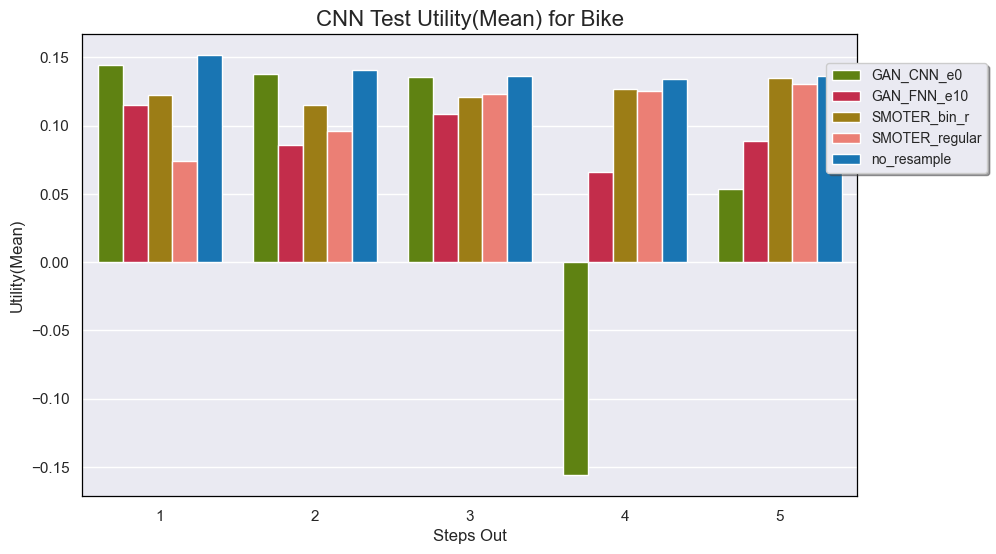 CNN Test Utility(Mean) for Bike
0.15
0.10
0.05
0.00
−0.05
−0.10
−0.15
Utility(Mean)
1 2 3 4 5
Steps Out
GAN_CNN_e0
GAN_FNN_e10
SMOTER_bin_r
SMOTER_regular
no_resample